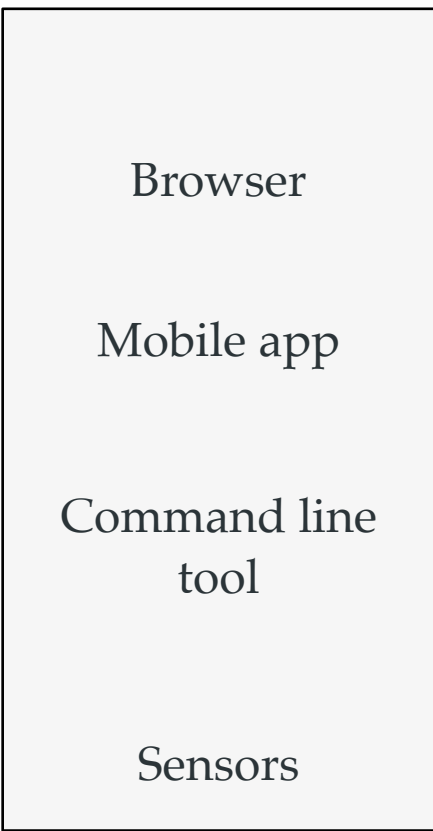 Browser
Mobile app
Command line
tool
Sensors